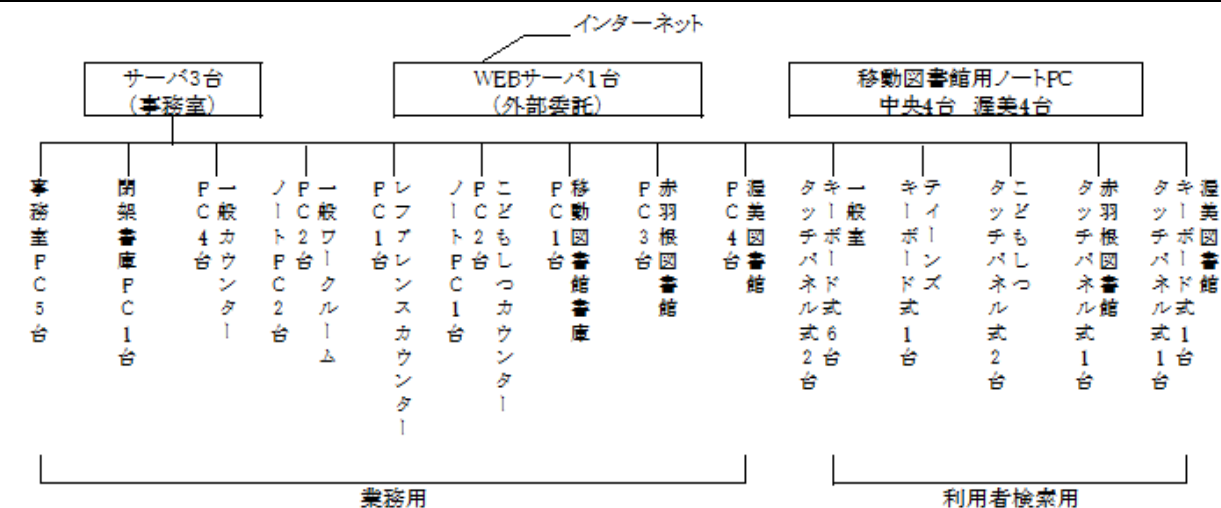 インターネット
サーバ3台
（事務室）
WEBサーバ1台
（外部委託）
移動図書館用ノートPC
中央4台 渥美4台
事務室PC5台
閉架書庫PC1台
一般カウンター
PC4台
一般ワークルーム
PC2台
ノートPC2台
レファレンスカウンター
PC1台
こどもしつカウンター
PC2台
ノートPC1台
移動図書館書庫
PC1台
赤羽根図書館
PC3台
渥美図書館
PC4台
一般室
キーボード式6台
タッチパネル式2台
ティーンズ
キーボード式1台
こどもしつ
タッチパネル式2台
赤羽根図書館
タッチパネル式1台
渥美図書館
キーボード式1台
タッチパネル式1台
業務用
利用者検索用